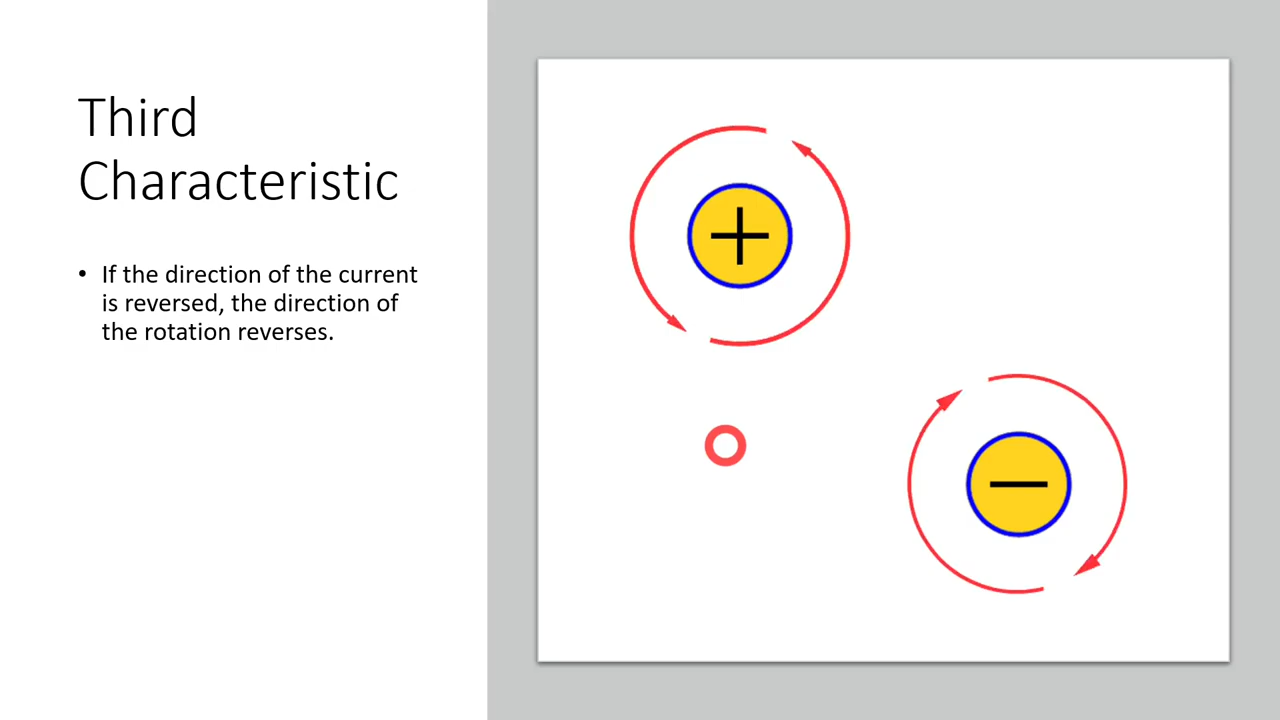 Third
Characteristic
• If the direction of the current
is reversed, the direction of
the rotation reverses.
+
−